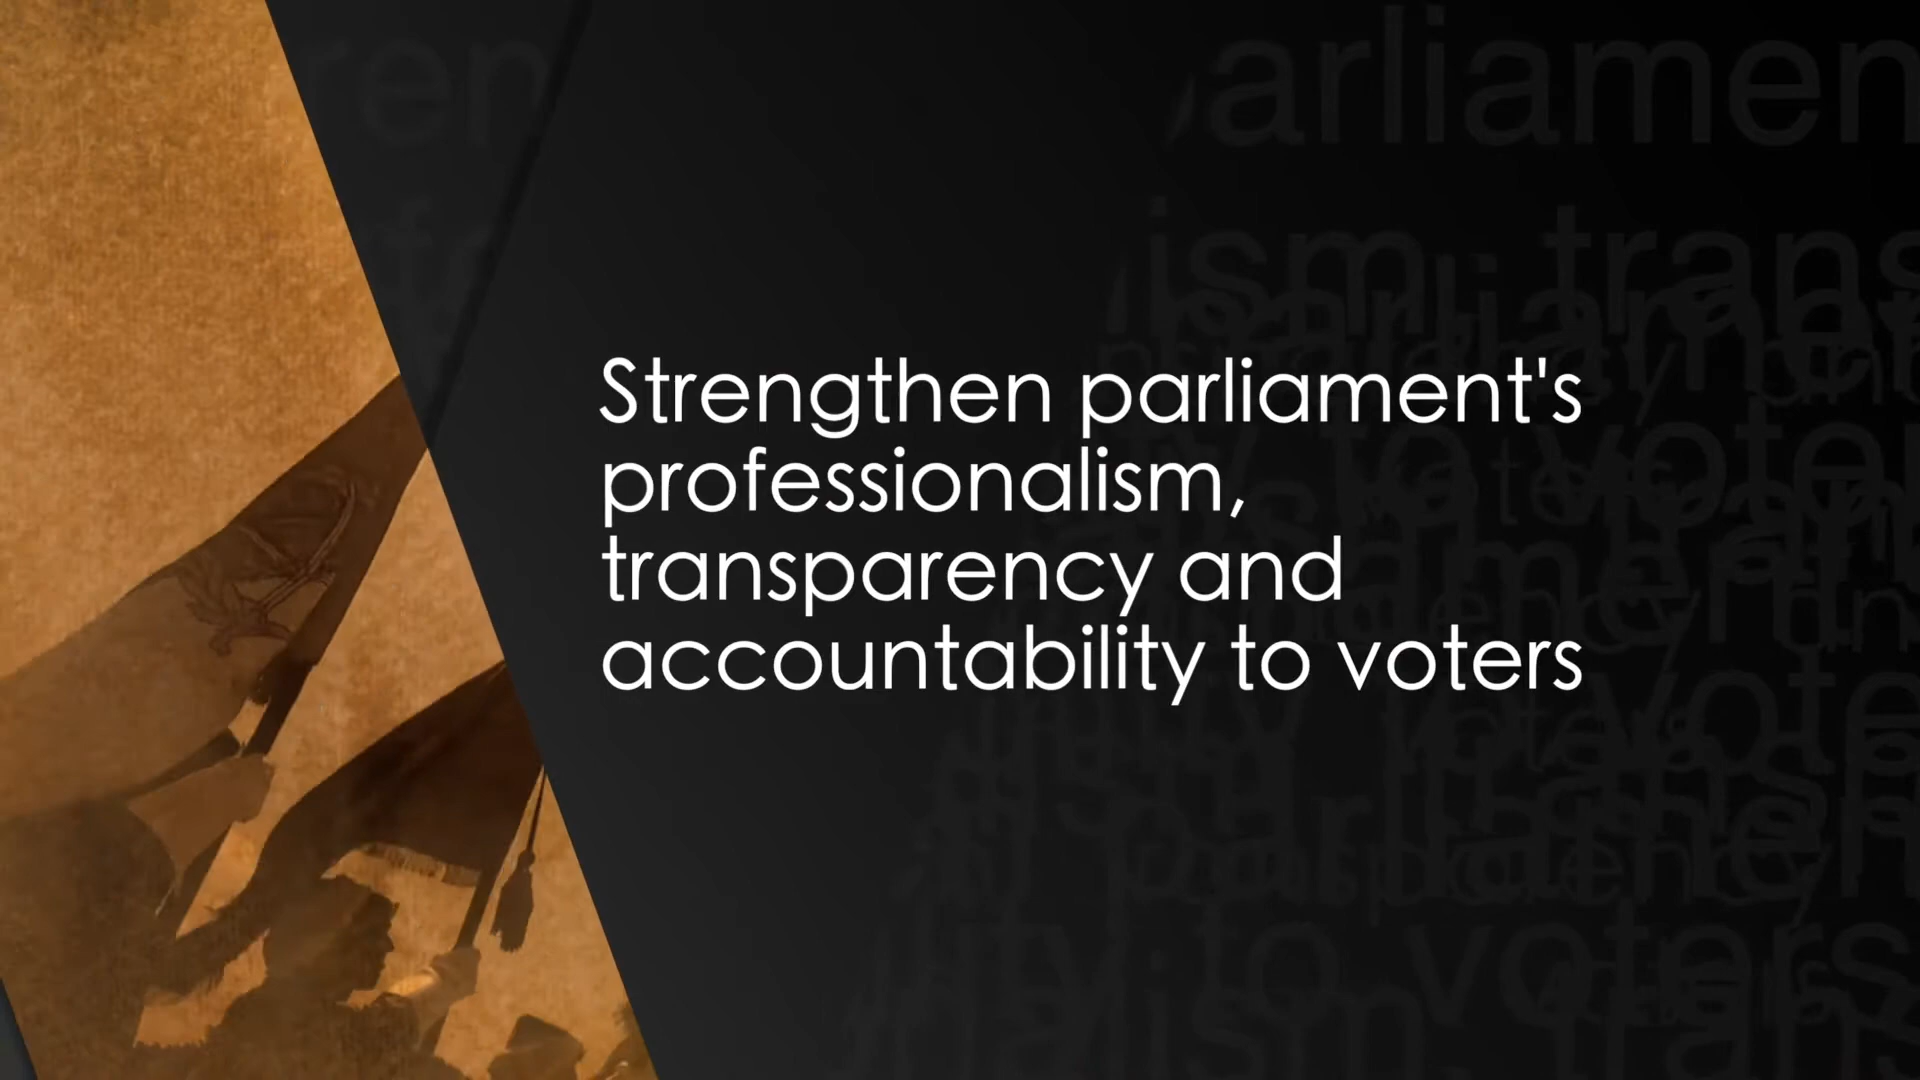 Strengthen parliament's
professionalism,
transparency and
accountability to voters